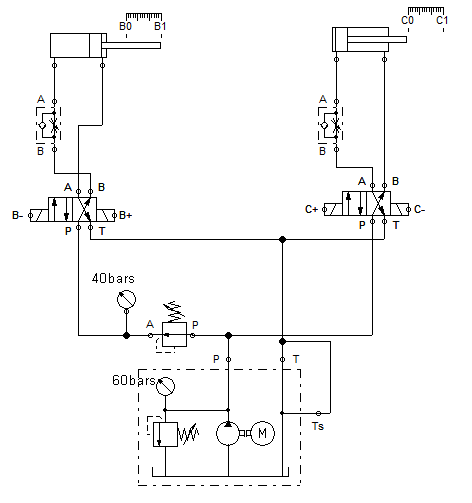 B0 B1
C0 C1
A
B
A B
B- B+
P T
A
B
A B
C+ C-
P T
40bars
A P
P T
60bars
M
Ts